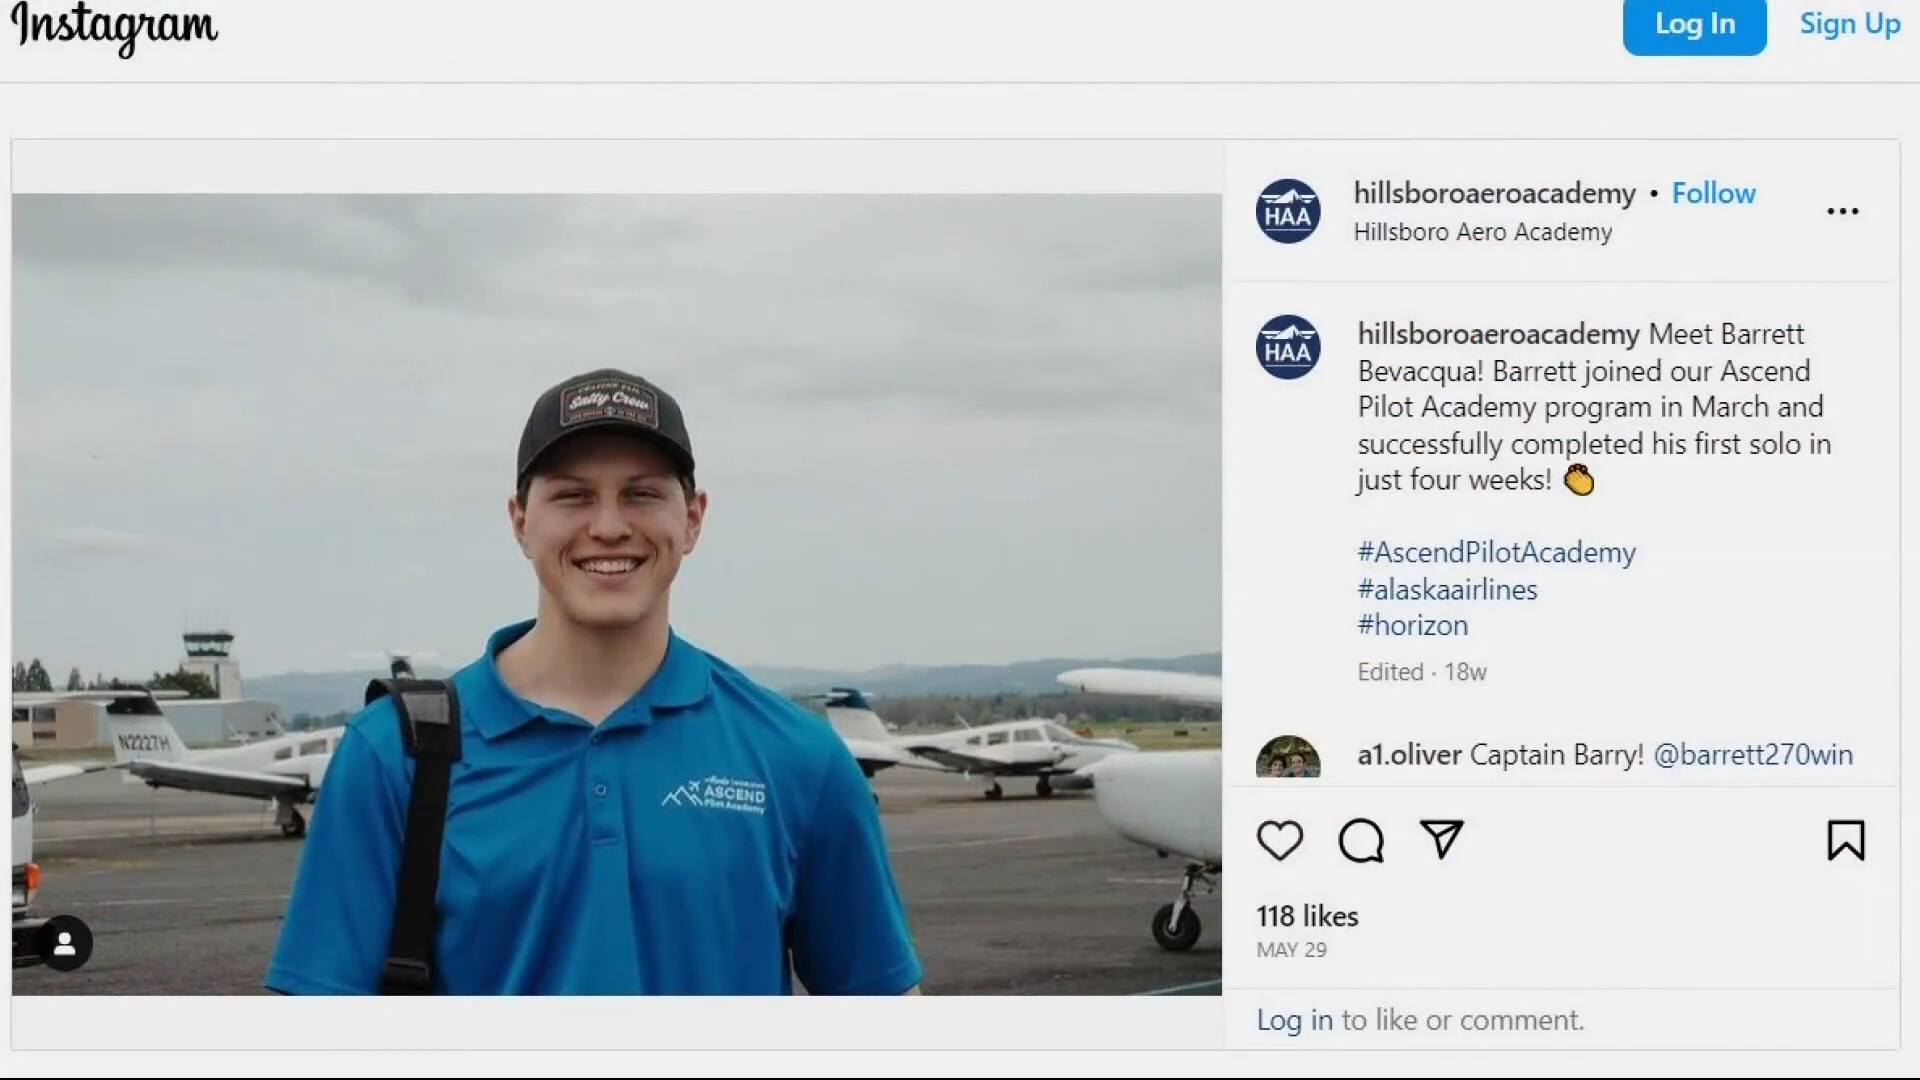 Instagram
Log In
Sign Up
hillsboroaeroacademy • Follow
Hillsboro Aero Academy
HAA
HAA
hillsboroaeroacademy Meet Barrett
Bevacqua! Barrett joined our Ascend
Pilot Academy program in March and
successfully completed his first solo in
just four weeks! 👏
#AscendPilotAcademy
#alaskaairlines
#horizon
Edited · 18w
a1.oliver Captain Barry! @barrett270win
118 likes
MAY 29
Log in to like or comment.
Salty Crew
N2227H
ASCEND
Pilot Academy